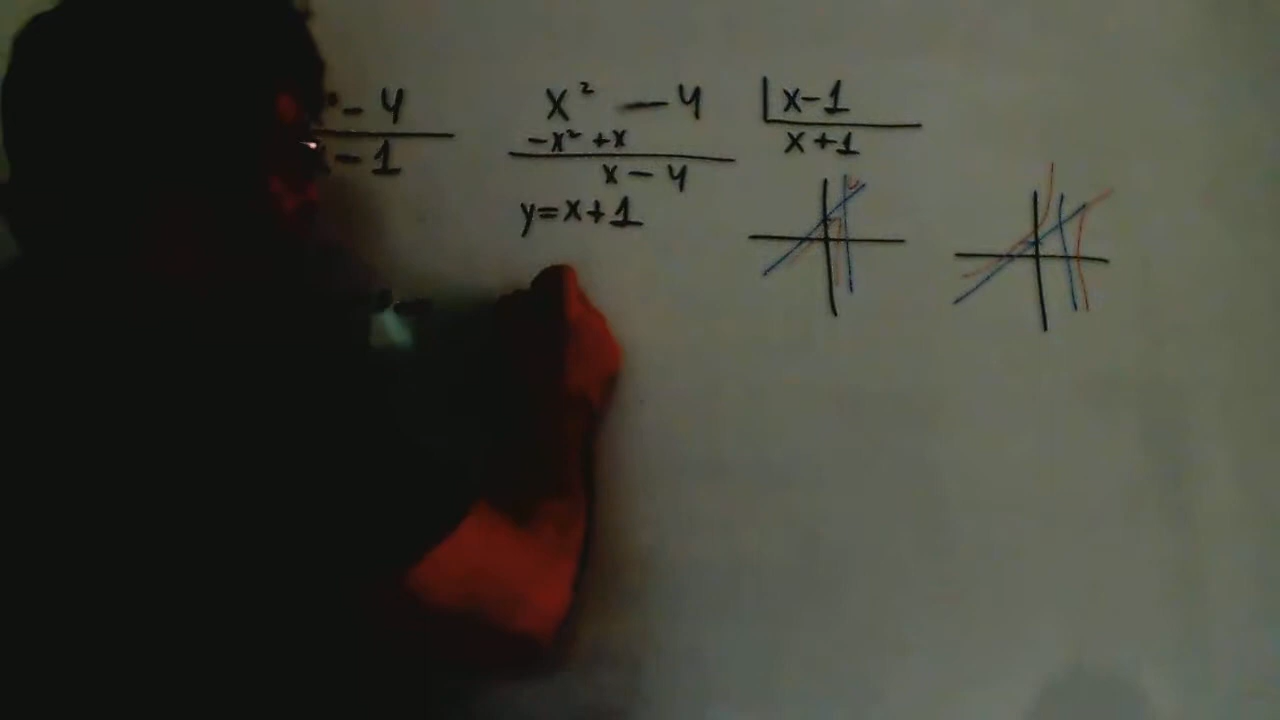 - 4
- 1
x² - 4 | x-1
-x² +x x+1
x - 4
y=x+1